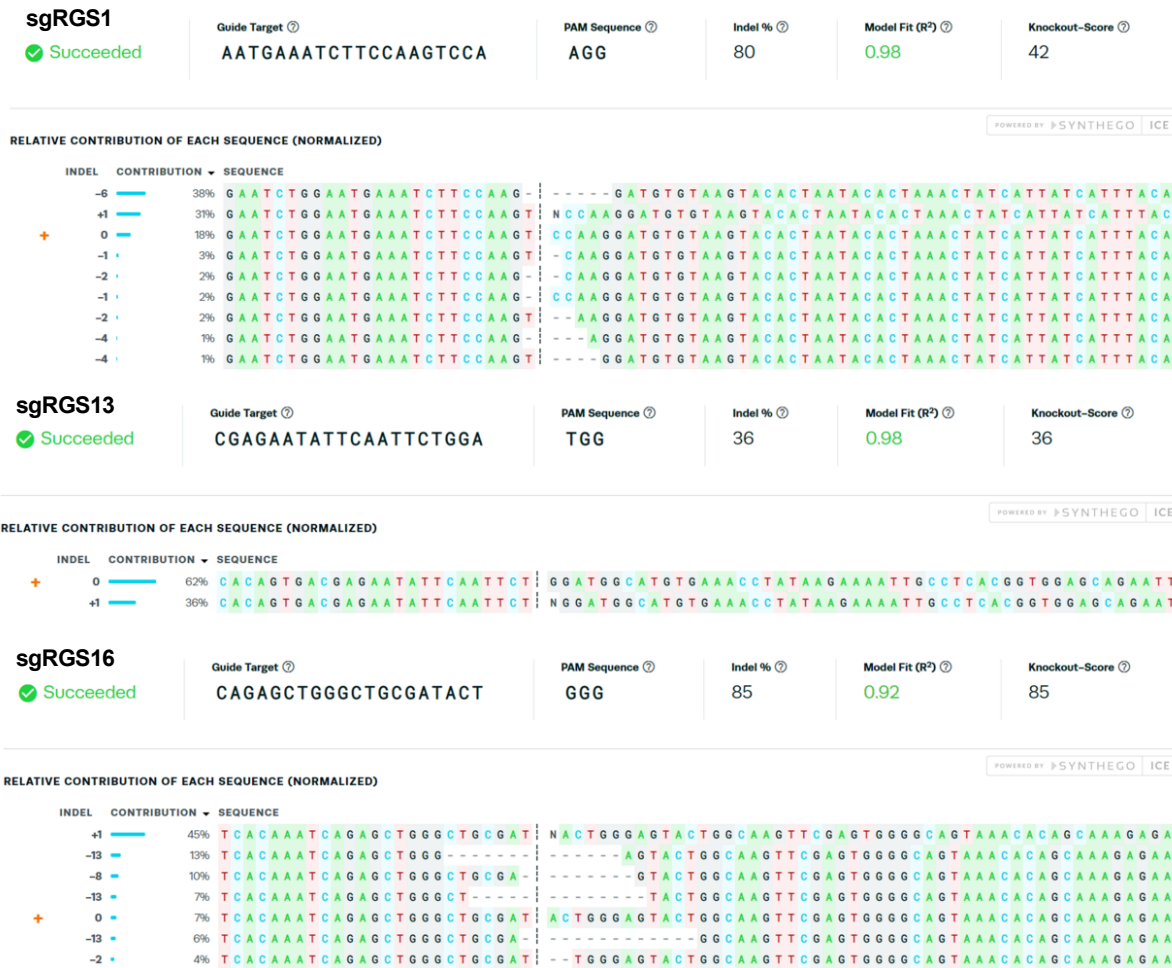 sgRGS1
Succeeded
Guide Target ?
AATGAAATCTTCCAAGTCCA
PAM Sequence ?
AGG
Indel % ?
80
Model Fit (R²) ?
0.98
Knockout-Score ?
42
POWERED BY SYNTHEGO ICE
RELATIVE CONTRIBUTION OF EACH SEQUENCE (NORMALIZED)
INDEL CONTRIBUTION SEQUENCE
-6 38% GAATCTGGAATGAAATCTTCCAAG- -----GATGTGTAAGTACACTAATACACTAAACTATCATTATCATTTACA
+1 31% GAATCTGGAATGAAATCTTCCAAGT NCCAAGGATGTGTAAGTACACTAATACACTAAACTATCATTATCATTTAC
+ 0 18% GAATCTGGAATGAAATCTTCCAAGT CCAAGGATGTGTAAGTACACTAATACACTAAACTATCATTATCATTTACA
-1 3% GAATCTGGAATGAAATCTTCCAAGT -CAAGGATGTGTAAGTACACTAATACACTAAACTATCATTATCATTTACA
-2 2% GAATCTGGAATGAAATCTTCCAAG- -CAAGGATGTGTAAGTACACTAATACACTAAACTATCATTATCATTTACA
-1 2% GAATCTGGAATGAAATCTTCCAAG- CCAAGGATGTGTAAGTACACTAATACACTAAACTATCATTATCATTTACA
-2 2% GAATCTGGAATGAAATCTTCCAAGT --AAGGATGTGTAAGTACACTAATACACTAAACTATCATTATCATTTACA
-4 1% GAATCTGGAATGAAATCTTCCAAG- ---AGGATGTGTAAGTACACTAATACACTAAACTATCATTATCATTTACA
-4 1% GAATCTGGAATGAAATCTTCCAAGT ----GGATGTGTAAGTACACTAATACACTAAACTATCATTATCATTTACA
sgRGS13
Succeeded
Guide Target ?
CGAGAATATTCAATTCTGGA
PAM Sequence ?
TGG
Indel % ?
36
Model Fit (R²) ?
0.98
Knockout-Score ?
36
POWERED BY SYNTHEGO ICE
RELATIVE CONTRIBUTION OF EACH SEQUENCE (NORMALIZED)
INDEL CONTRIBUTION SEQUENCE
+ 0 62% CACAGTGACGAGAATATTCAATTCT GGATGGCATGTGAAACCTATAAGAAAATTGCCTCACGGTGGAGCAGAATT
+1 36% CACAGTGACGAGAATATTCAATTCT NGGATGGCATGTGAAACCTATAAGAAAATTGCCTCACGGTGGAGCAGAAT
sgRGS16
Succeeded
Guide Target ?
CAGAGCTGGGCTGCGATACT
PAM Sequence ?
GGG
Indel % ?
85
Model Fit (R²) ?
0.92
Knockout-Score ?
85
POWERED BY SYNTHEGO ICE
RELATIVE CONTRIBUTION OF EACH SEQUENCE (NORMALIZED)
INDEL CONTRIBUTION SEQUENCE
+1 45% TCACAAATCAGAGCTGGGCTGCGAT NACTGGGAGTACTGGCAAGTTCGAGTGGGGCAGTAAACACAGCAAAGAGA
-13 13% TCACAAATCAGAGCTGGG------- ------AGTACTGGCAAGTTCGAGTGGGGCAGTAAACACAGCAAAGAGAA
-8 10% TCACAAATCAGAGCTGGGCTGCGA- -------GTACTGGCAAGTTCGAGTGGGGCAGTAAACACAGCAAAGAGAA
-13 7% TCACAAATCAGAGCTGGGCT----- --------TACTGGCAAGTTCGAGTGGGGCAGTAAACACAGCAAAGAGAA
+ 0 7% TCACAAATCAGAGCTGGGCTGCGAT ACTGGGAGTACTGGCAAGTTCGAGTGGGGCAGTAAACACAGCAAAGAGAA
-13 6% TCACAAATCAGAGCTGGGCTGCGA- ------------GGCAAGTTCGAGTGGGGCAGTAAACACAGCAAAGAGAA
-2 4% TCACAAATCAGAGCTGGGCTGCGAT --TGGGAGTACTGGCAAGTTCGAGTGGGGCAGTAAACACAGCAAAGAGAA